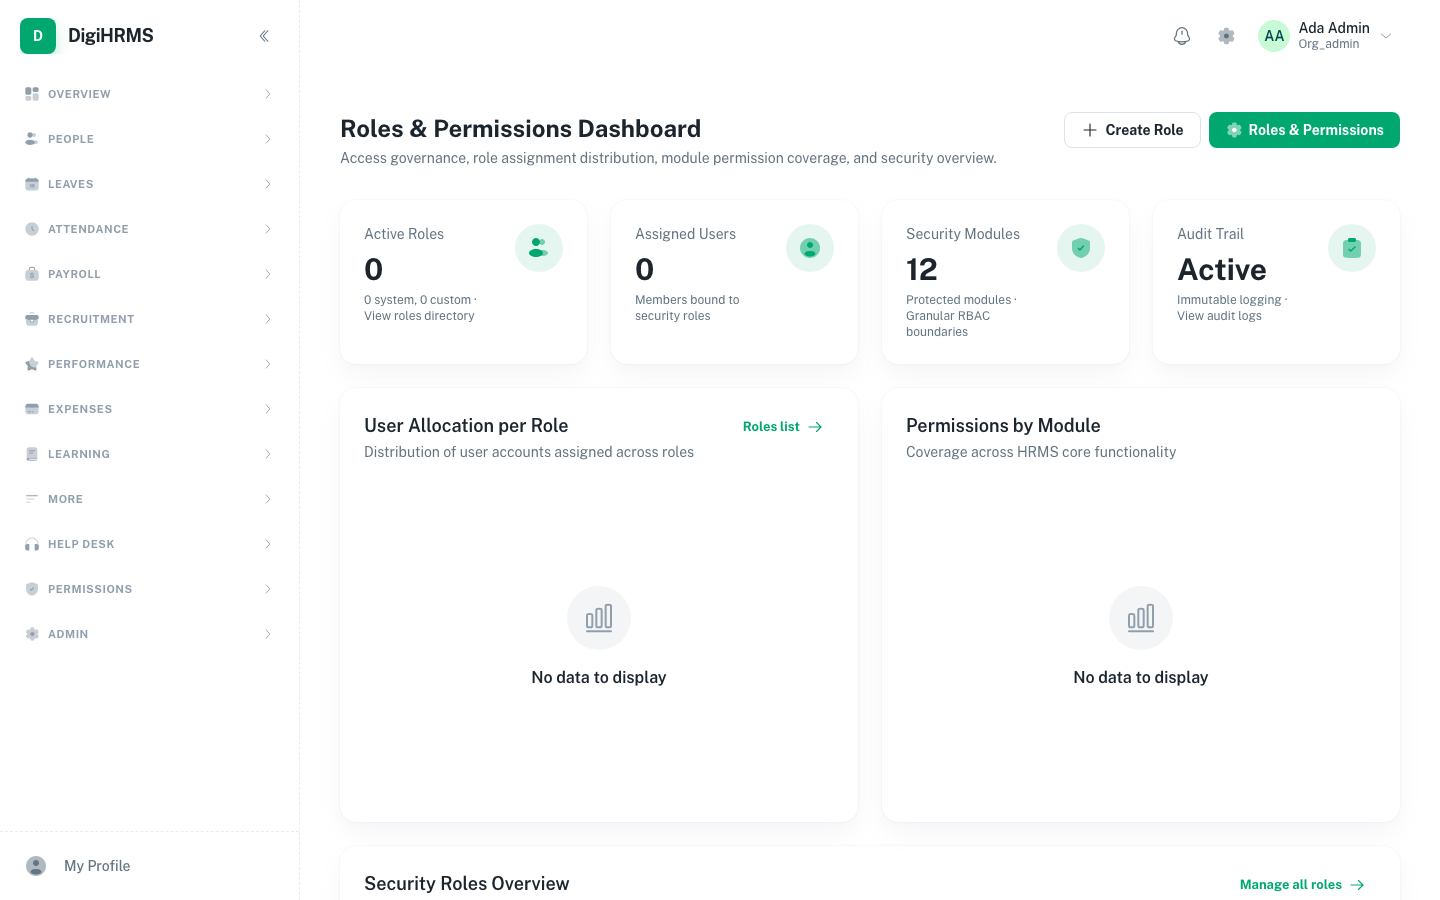 D
DigiHRMS
OVERVIEW
PEOPLE
LEAVES
ATTENDANCE
PAYROLL
RECRUITMENT
PERFORMANCE
EXPENSES
LEARNING
MORE
HELP DESK
PERMISSIONS
ADMIN
My Profile
AA
Ada Admin
Org_admin
Roles & Permissions Dashboard
Access governance, role assignment distribution, module permission coverage, and security overview.
Create Role
Roles & Permissions
Active Roles
0
0 system, 0 custom ·
View roles directory
Assigned Users
0
Members bound to
security roles
Security Modules
12
Protected modules ·
Granular RBAC
boundaries
Audit Trail
Active
Immutable logging ·
View audit logs
User Allocation per Role
Roles list
Distribution of user accounts assigned across roles
No data to display
Permissions by Module
Coverage across HRMS core functionality
No data to display
Security Roles Overview
Manage all roles